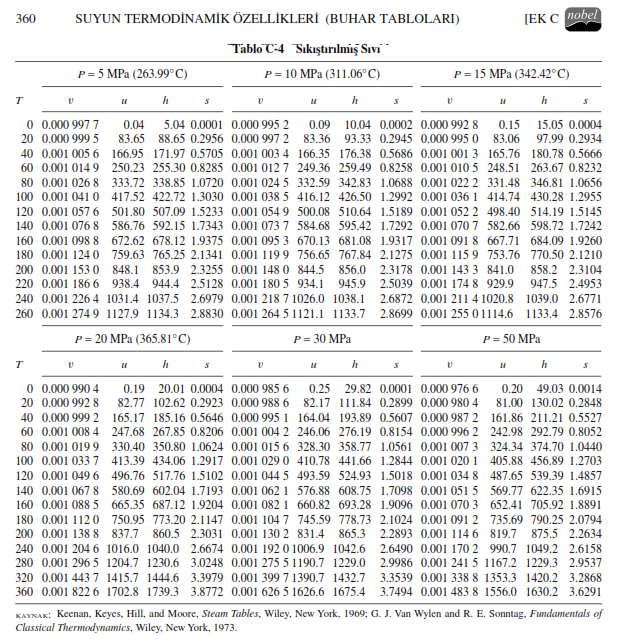 360 SUYUN TERMODİNAMİK ÖZELLİKLERİ (BUHAR TABLOLARI) [EK C nobel
Tablo C-4 Sıkıştırılmış Sıvı
P = 5 MPa (263.99°C) P = 10 MPa (311.06°C) P = 15 MPa (342.42°C)
T v u h s v u h s v u h s
0 0.000 997 7 0.04 5.04 0.0001 0.000 995 2 0.09 10.04 0.0002 0.000 992 8 0.15 15.05 0.0004
20 0.000 999 5 83.65 88.65 0.2956 0.000 997 2 83.36 93.33 0.2945 0.000 995 0 83.06 97.99 0.2934
40 0.001 005 6 166.95 171.97 0.5705 0.001 003 4 166.35 176.38 0.5686 0.001 001 3 165.76 180.78 0.5666
60 0.001 014 9 250.23 255.30 0.8285 0.001 012 7 249.36 259.49 0.8258 0.001 010 5 248.51 263.67 0.8232
80 0.001 026 8 333.72 338.85 1.0720 0.001 024 5 332.59 342.83 1.0688 0.001 022 2 331.48 346.81 1.0656
100 0.001 041 0 417.52 422.72 1.3030 0.001 038 5 416.12 426.50 1.2992 0.001 036 1 414.74 430.28 1.2955
120 0.001 057 6 501.80 507.09 1.5233 0.001 054 9 500.08 510.64 1.5189 0.001 052 2 498.40 514.19 1.5145
140 0.001 076 8 586.76 592.15 1.7343 0.001 073 7 584.68 595.42 1.7292 0.001 070 7 582.66 598.72 1.7242
160 0.001 098 8 672.62 678.12 1.9375 0.001 095 3 670.13 681.08 1.9317 0.001 091 8 667.71 684.09 1.9260
180 0.001 124 0 759.63 765.25 2.1341 0.001 119 9 756.65 767.84 2.1275 0.001 115 9 753.76 770.50 2.1210
200 0.001 153 0 848.1 853.9 2.3255 0.001 148 0 844.5 856.0 2.3178 0.001 143 3 841.0 858.2 2.3104
220 0.001 186 6 938.4 944.4 2.5128 0.001 180 5 934.1 945.9 2.5039 0.001 174 8 929.9 947.5 2.4953
240 0.001 226 4 1031.4 1037.5 2.6979 0.001 218 7 1026.0 1038.1 2.6872 0.001 211 4 1020.8 1039.0 2.6771
260 0.001 274 9 1127.9 1134.3 2.8830 0.001 264 5 1121.1 1133.7 2.8699 0.001 255 0 1114.6 1133.4 2.8576
P = 20 MPa (365.81°C) P = 30 MPa P = 50 MPa
T v u h s v u h s v u h s
0 0.000 990 4 0.19 20.01 0.0004 0.000 985 6 0.25 29.82 0.0001 0.000 976 6 0.20 49.03 0.0014
20 0.000 992 8 82.77 102.62 0.2923 0.000 988 6 82.17 111.84 0.2899 0.000 980 4 81.00 130.02 0.2848
40 0.000 999 2 165.17 185.16 0.5646 0.000 995 1 164.04 193.89 0.5607 0.000 987 2 161.86 211.21 0.5527
60 0.001 008 4 247.68 267.85 0.8206 0.001 004 2 246.06 276.19 0.8154 0.000 996 2 242.98 292.79 0.8052
80 0.001 019 9 330.40 350.80 1.0624 0.001 015 6 328.30 358.77 1.0561 0.001 007 3 324.34 374.70 1.0440
100 0.001 033 7 413.39 434.06 1.2917 0.001 029 0 410.78 441.66 1.2844 0.001 020 1 405.88 456.89 1.2703
120 0.001 049 6 496.76 517.76 1.5102 0.001 044 5 493.59 524.93 1.5018 0.001 034 8 487.65 539.39 1.4857
140 0.001 067 8 580.69 602.04 1.7193 0.001 062 1 576.88 608.75 1.7098 0.001 051 5 569.77 622.35 1.6915
160 0.001 088 5 665.35 687.12 1.9204 0.001 082 1 660.82 693.28 1.9096 0.001 070 3 652.41 705.92 1.8891
180 0.001 112 0 750.95 773.20 2.1147 0.001 104 7 745.59 778.73 2.1024 0.001 091 2 735.69 790.25 2.0794
200 0.001 138 8 837.7 860.5 2.3031 0.001 130 2 831.4 865.3 2.2893 0.001 114 6 819.7 875.5 2.2634
240 0.001 204 6 1016.0 1040.0 2.6674 0.001 192 0 1006.9 1042.6 2.6490 0.001 170 2 990.7 1049.2 2.6158
280 0.001 296 5 1204.7 1230.6 3.0248 0.001 275 5 1190.7 1229.0 2.9986 0.001 241 5 1167.2 1229.3 2.9537
320 0.001 443 7 1415.7 1444.6 3.3979 0.001 399 7 1390.7 1432.7 3.3539 0.001 338 8 1353.3 1420.2 3.2868
360 0.001 822 6 1702.8 1739.3 3.8772 0.001 626 5 1626.6 1675.4 3.7494 0.001 483 8 1556.0 1630.2 3.6291
KAYNAK: Keenan, Keyes, Hill, and Moore, Steam Tables, Wiley, New York, 1969; G. J. Van Wylen and R. E. Sonntag, Fundamentals of
Classical Thermodynamics, Wiley, New York, 1973.